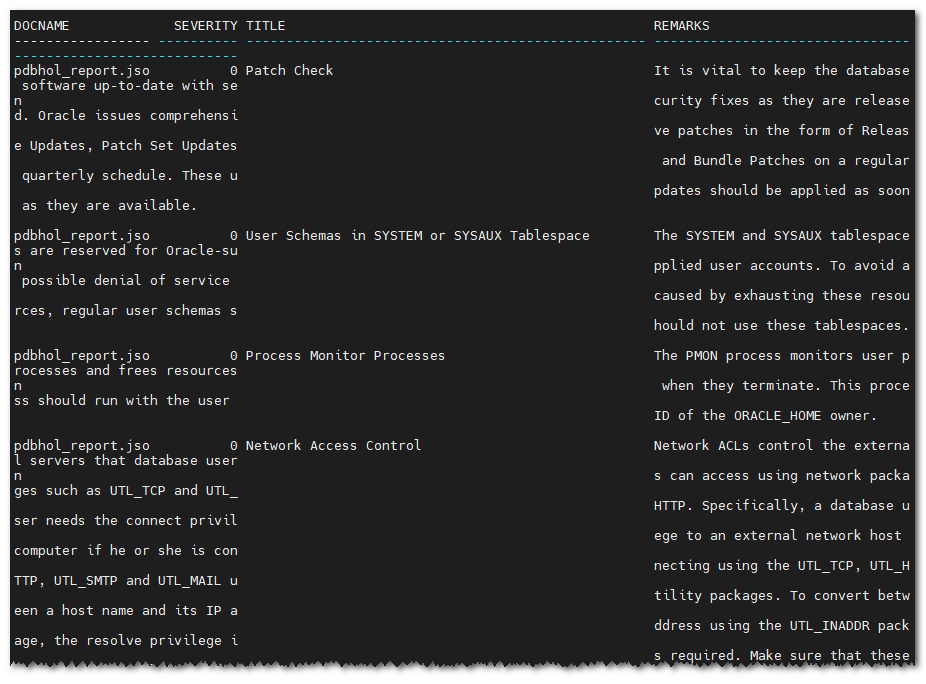 DOCNAME SEVERITY TITLE REMARKS
----------------- ---------- -------------------------------------------------- --------------------------------
----------------------------
pdbhol_report.jso 0 Patch Check It is vital to keep the database
software up-to-date with se
n curity fixes as they are release
d. Oracle issues comprehensi
ve patches in the form of Releas
e Updates, Patch Set Updates
and Bundle Patches on a regular
quarterly schedule. These u
pdates should be applied as soon
as they are available.
pdbhol_report.jso 0 User Schemas in SYSTEM or SYSAUX Tablespace The SYSTEM and SYSAUX tablespace
s are reserved for Oracle-su
n pplied user accounts. To avoid a
possible denial of service
caused by exhausting these resou
rces, regular user schemas s
hould not use these tablespaces.
pdbhol_report.jso 0 Process Monitor Processes The PMON process monitors user p
rocesses and frees resources
n when they terminate. This proce
ss should run with the user
ID of the ORACLE_HOME owner.
pdbhol_report.jso 0 Network Access Control Network ACLs control the externa
l servers that database user
n s can access using network packa
ges such as UTL_TCP and UTL_
HTTP. Specifically, a database u
ser needs the connect privil
ege to an external network host
computer if he or she is con
necting using the UTL_TCP, UTL_H
TTP, UTL_SMTP and UTL_MAIL u
tility packages. To convert betw
een a host name and its IP a
ddress using the UTL_INADDR pack
age, the resolve privilege i
s required. Make sure that these